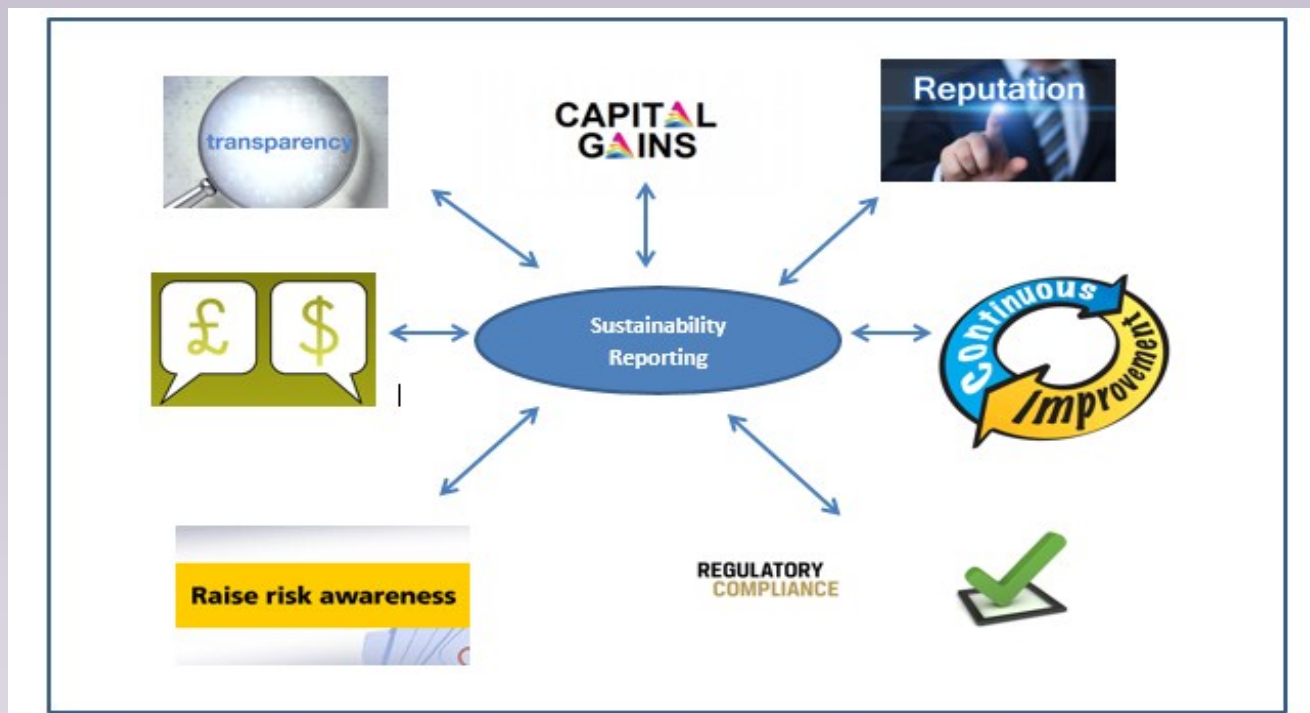 transparency
CAPITAL
GAINS
Reputation
£ $
Sustainability
Reporting
Continuous
Improvement
Raise risk awareness
REGULATORY
COMPLIANCE